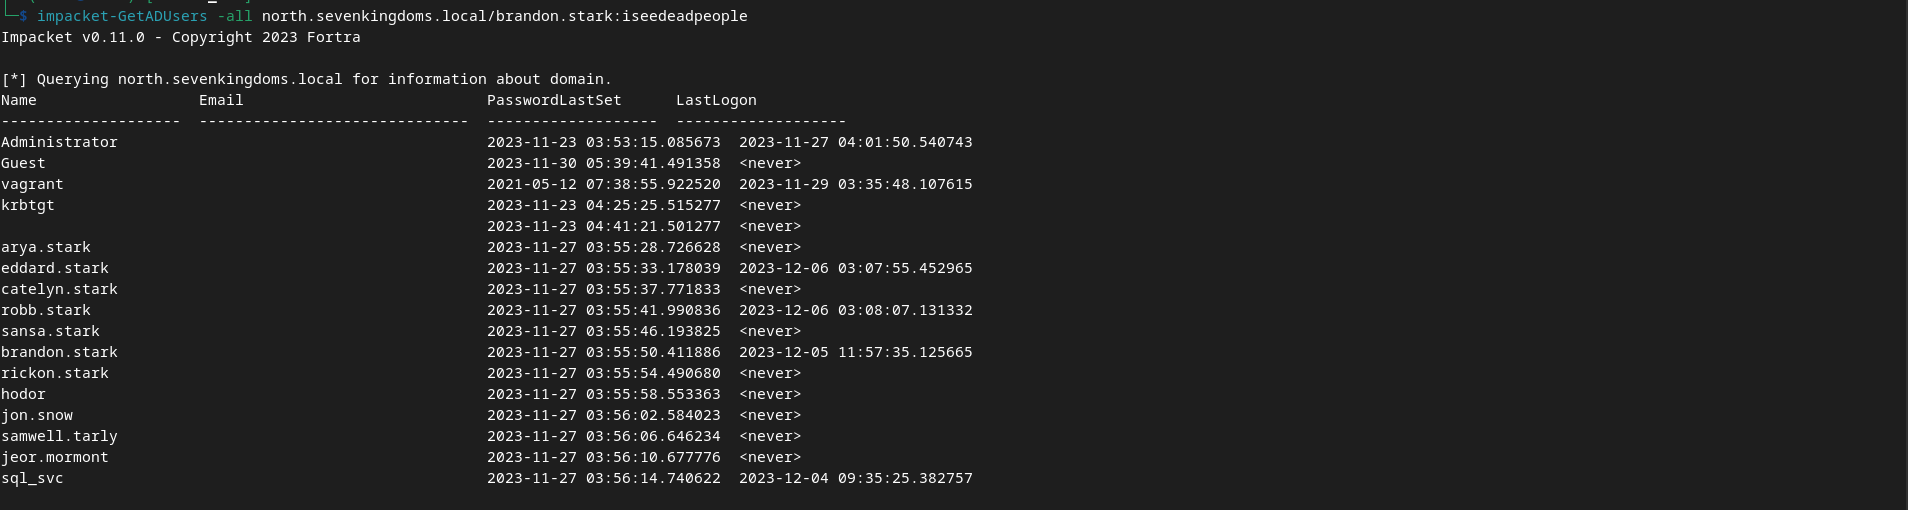 └─$ impacket-GetADUsers -all north.sevenkingdoms.local/brandon.stark:iseedeadpeople
Impacket v0.11.0 - Copyright 2023 Fortra

[*] Querying north.sevenkingdoms.local for information about domain.
Name                  Email                           PasswordLastSet      LastLogon
--------------------  ------------------------------  -------------------  -------------------
Administrator                                         2023-11-23 03:53:15.085673  2023-11-27 04:01:50.540743
Guest                                                 2023-11-30 05:39:41.491358  <never>
vagrant                                               2021-05-12 07:38:55.922520  2023-11-29 03:35:48.107615
krbtgt                                                2023-11-23 04:25:25.515277  <never>
                                                      2023-11-23 04:41:21.501277  <never>
arya.stark                                            2023-11-27 03:55:28.726628  <never>
eddard.stark                                          2023-11-27 03:55:33.178039  2023-12-06 03:07:55.452965
catelyn.stark                                         2023-11-27 03:55:37.771833  <never>
robb.stark                                            2023-11-27 03:55:41.990836  2023-12-06 03:08:07.131332
sansa.stark                                           2023-11-27 03:55:46.193825  <never>
brandon.stark                                         2023-11-27 03:55:50.411886  2023-12-05 11:57:35.125665
rickon.stark                                          2023-11-27 03:55:54.490680  <never>
hodor                                                 2023-11-27 03:55:58.553363  <never>
jon.snow                                              2023-11-27 03:56:02.584023  <never>
samwell.tarly                                         2023-11-27 03:56:06.646234  <never>
jeor.mormont                                          2023-11-27 03:56:10.677776  <never>
sql_svc                                               2023-11-27 03:56:14.740622  2023-12-04 09:35:25.382757